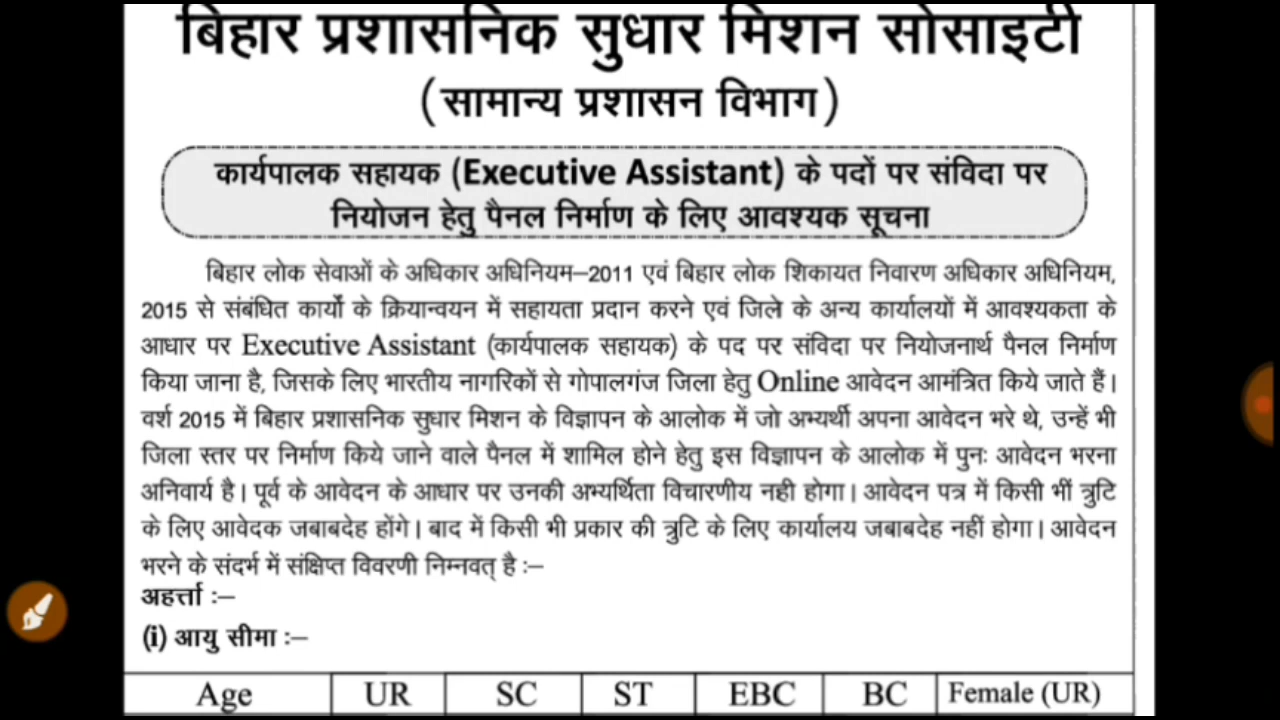 बिहार प्रशासनिक सुधार मिशन सोसाइटी
(सामान्य प्रशासन विभाग)
कार्यपालक सहायक (Executive Assistant) के पदों पर संविदा पर
नियोजन हेतु पैनल निर्माण के लिए आवश्यक सूचना
बिहार लोक सेवाओं के अधिकार अधिनियम–2011 एवं बिहार लोक शिकायत निवारण अधिकार अधिनियम,
2015 से संबंधित कार्यों के क्रियान्वयन में सहायता प्रदान करने एवं जिले के अन्य कार्यालयों में आवश्यकता के
आधार पर Executive Assistant (कार्यपालक सहायक) के पद पर संविदा पर नियोजनार्थ पैनल निर्माण
किया जाना है, जिसके लिए भारतीय नागरिकों से गोपालगंज जिला हेतु Online आवेदन आमंत्रित किये जाते हैं।
वर्श 2015 में बिहार प्रशासनिक सुधार मिशन के विज्ञापन के आलोक में जो अभ्यर्थी अपना आवेदन भरे थे, उन्हें भी
जिला स्तर पर निर्माण किये जाने वाले पैनल में शामिल होने हेतु इस विज्ञापन के आलोक में पुनः आवेदन भरना
अनिवार्य है। पूर्व के आवेदन के आधार पर उनकी अभ्यर्थिता विचारणीय नही होगा। आवेदन पत्र में किसी भीं त्रुटि
के लिए आवेदक जबाबदेह होंगे। बाद में किसी भी प्रकार की त्रुटि के लिए कार्यालय जबाबदेह नहीं होगा। आवेदन
भरने के संदर्भ में संक्षिप्त विवरणी निम्नवत् है :–
अहर्त्ता :–
(i) आयु सीमा :–
Age UR SC ST EBC BC Female (UR)